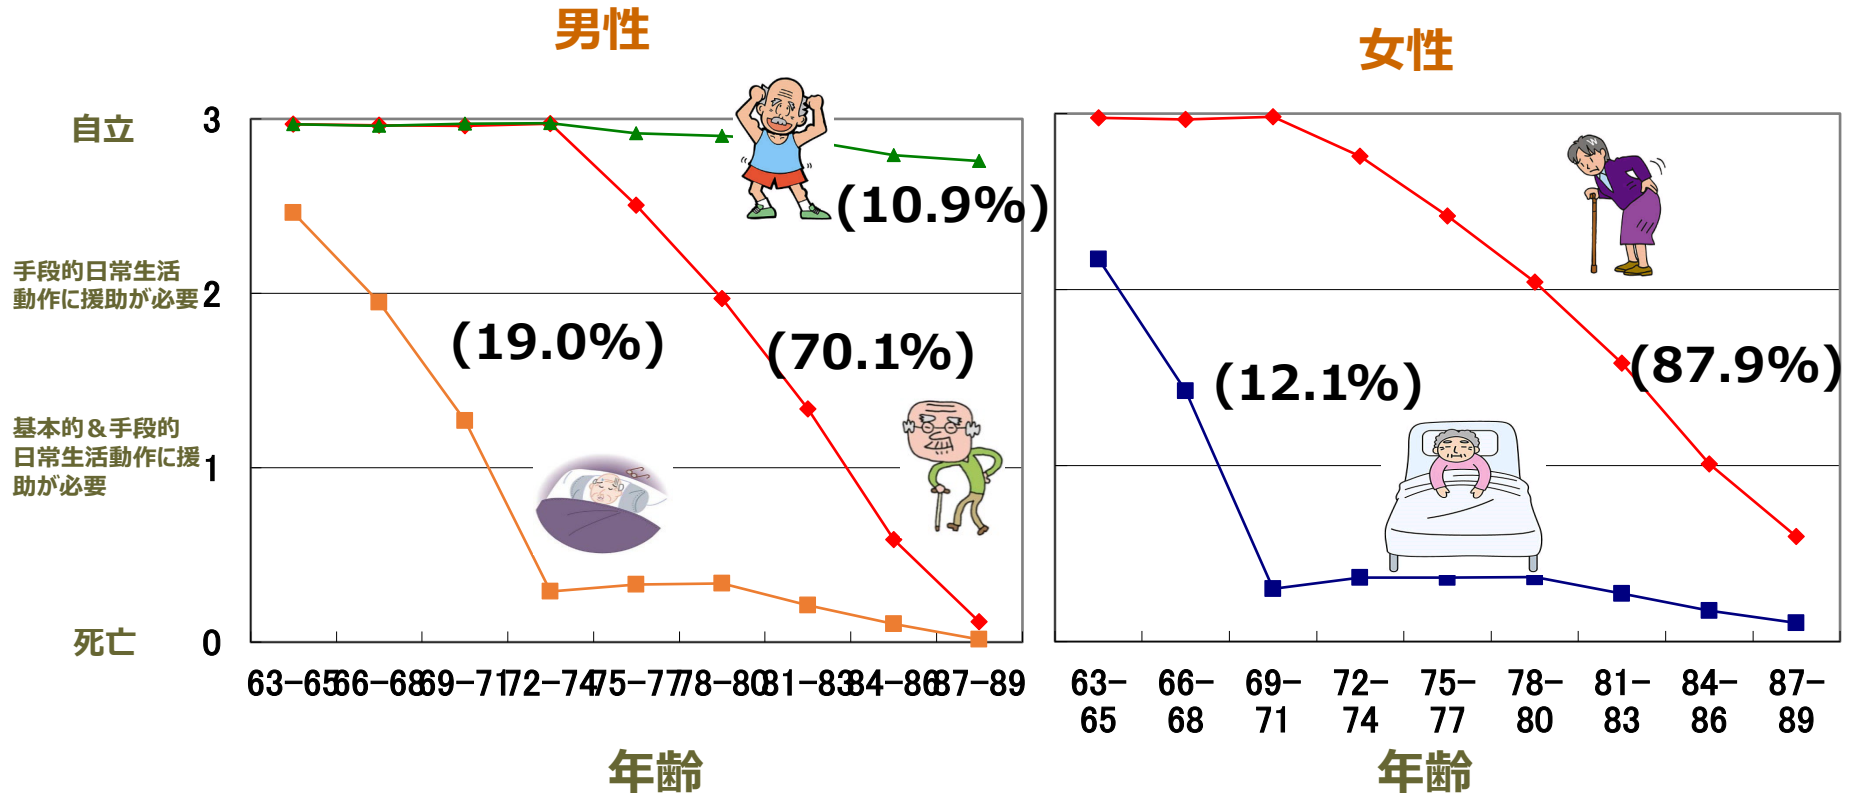 男性
女性
自立
3
(10.9%)
手段的日常生活
動作に援助が必要
2
(19.0%)
(70.1%)
(12.1%)
(87.9%)
基本的＆手段的
日常生活動作に援
助が必要
1
死亡
0
63−65 66−68 69−71 72−74 75−77 78−80 81−83 84−86 87−89
63− 66− 69− 72− 75− 78− 81− 84− 87−
65 68 71 74 77 80 83 86 89
年齢
年齢